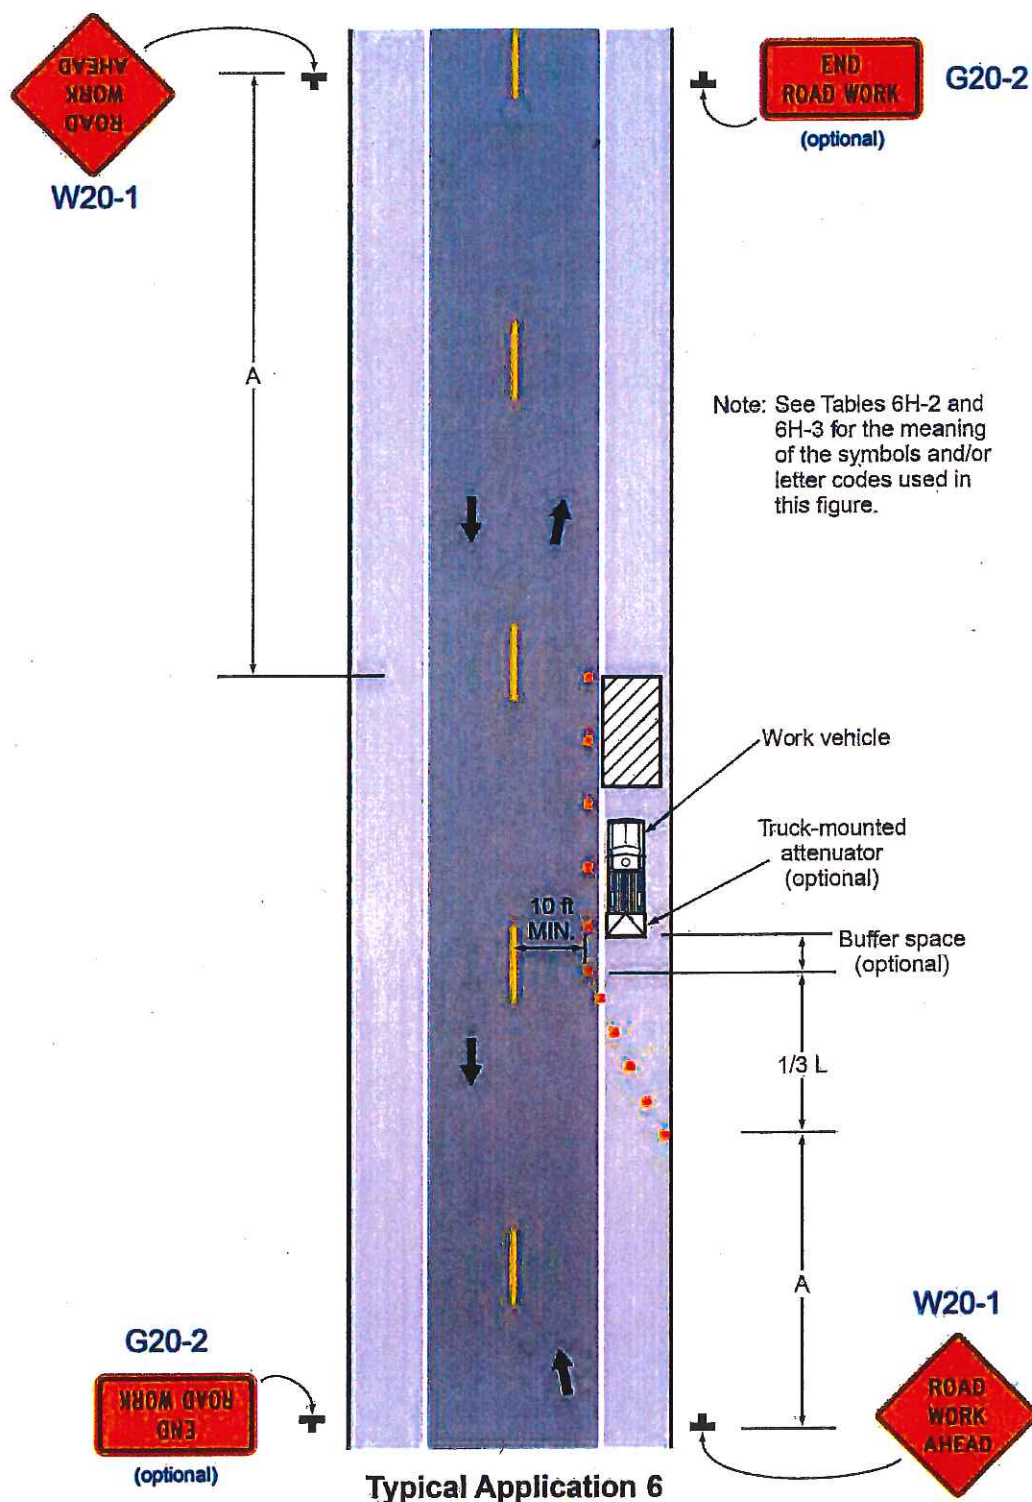 ROAD
WORK
AHEAD
W20-1
END
ROAD WORK
(optional)
G20-2
A
Note: See Tables 6H-2 and
6H-3 for the meaning
of the symbols and/or
letter codes used in
this figure.
Work vehicle
Truck-mounted
attenuator
(optional)
10 ft
MIN.
Buffer space
(optional)
1/3 L
A
W20-1
ROAD
WORK
AHEAD
G20-2
END
ROAD WORK
(optional)
Typical Application 6